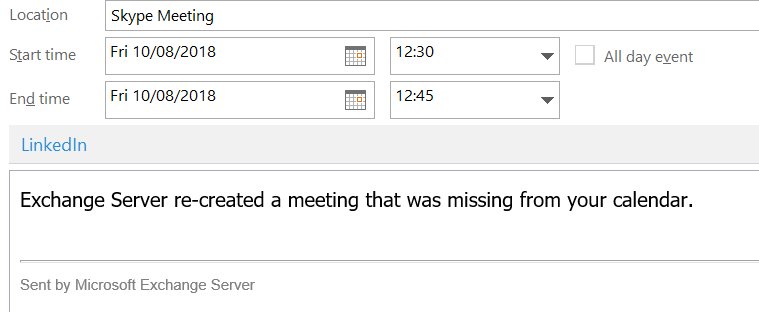 Location Skype Meeting
Start time Fri 10/08/2018 12:30 All day event
End time Fri 10/08/2018 12:45
LinkedIn
Exchange Server re-created a meeting that was missing from your calendar.
Sent by Microsoft Exchange Server